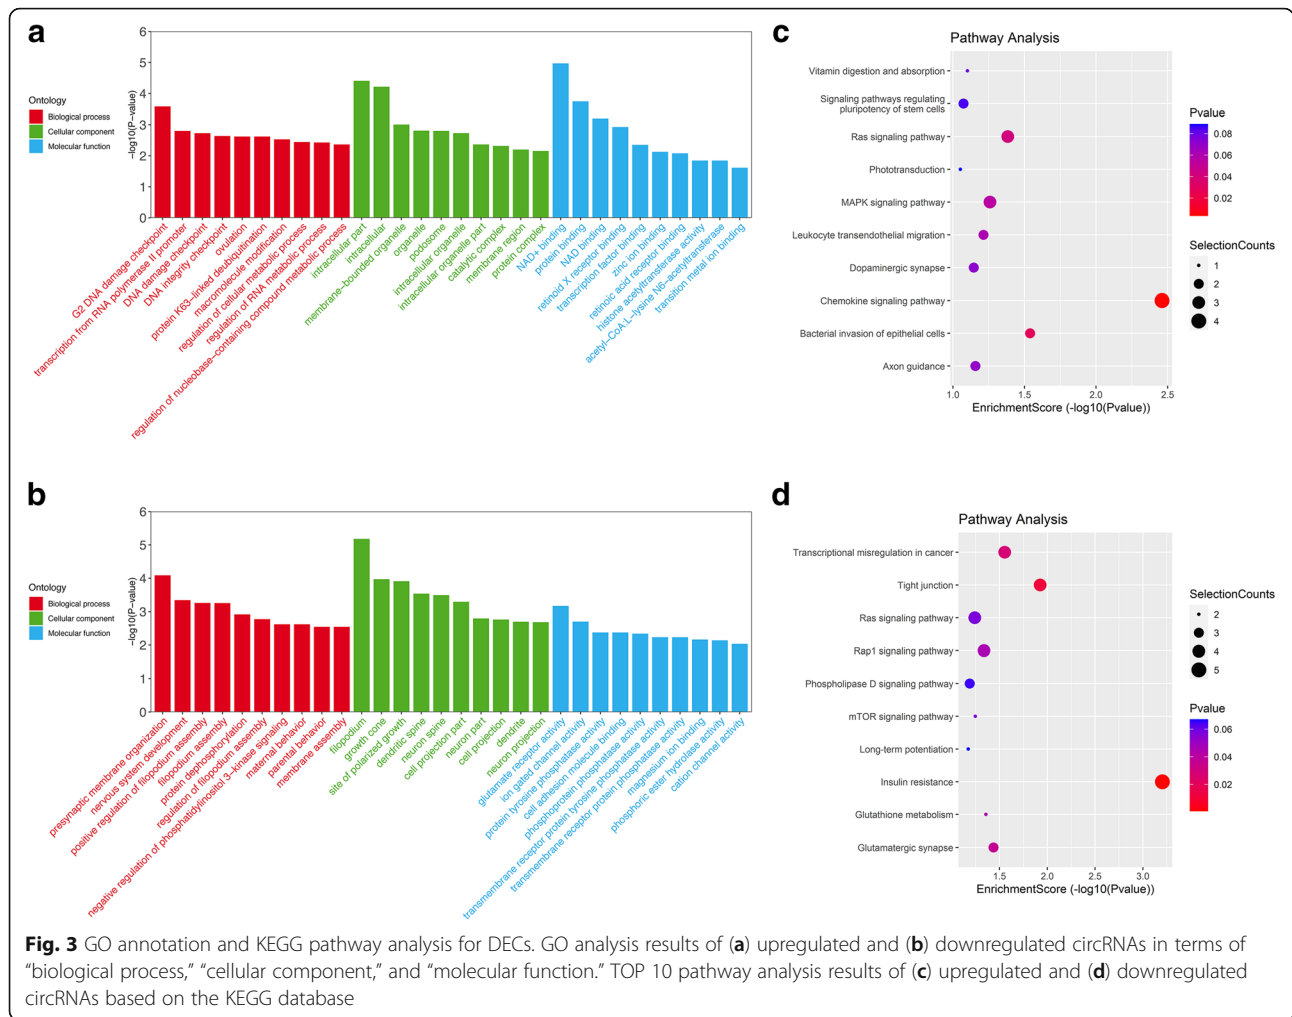 a
6
5
4
3
2
1
0
−log10(P−value)
Ontology
Biological process
Cellular component
Molecular function
G2 DNA damage checkpoint
transcription from RNA polymerase II promoter
DNA damage checkpoint
DNA integrity checkpoint
ovulation
protein K63−linked deubiquitination
macromolecule modification
regulation of cellular metabolic process
regulation of RNA metabolic process
regulation of nucleobase−containing compound metabolic process
intracellular part
intracellular
membrane−bounded organelle
organelle
podosome
intracellular organelle
intracellular organelle part
catalytic complex
membrane region
protein complex
NAD+ binding
protein binding
NAD binding
retinoid X receptor binding
transcription factor binding
zinc ion binding
retinoic acid receptor binding
histone acetyltransferase activity
acetyl−CoA:L−lysine N6−acetyltransferase
transition metal ion binding
c
Pathway Analysis
Vitamin digestion and absorption
Signaling pathways regulating
pluripotency of stem cells
Ras signaling pathway
Phototransduction
MAPK signaling pathway
Leukocyte transendothelial migration
Dopaminergic synapse
Chemokine signaling pathway
Bacterial invasion of epithelial cells
Axon guidance
1.0 1.5 2.0 2.5
EnrichmentScore (-log10(Pvalue))
Pvalue
0.08
0.06
0.04
0.02
SelectionCounts
1
2
3
4
b
6
5
4
3
2
1
0
−log10(P−value)
Ontology
Biological process
Cellular component
Molecular function
presynaptic membrane organization
nervous system development
positive regulation of filopodium assembly
filopodium assembly
protein dephosphorylation
regulation of filopodium assembly
negative regulation of phosphatidylinositol 3−kinase signaling
maternal behavior
parental behavior
membrane assembly
filopodium
growth cone
site of polarized growth
dendritic spine
neuron spine
cell projection part
neuron part
cell projection
dendrite
neuron projection
glutamate receptor activity
ion gated channel activity
protein tyrosine phosphatase activity
cell adhesion molecule binding
phosphoprotein phosphatase activity
transmembrane receptor protein tyrosine phosphatase activity
transmembrane receptor protein phosphatase activity
magnesium ion binding
phosphoric ester hydrolase activity
cation channel activity
d
Pathway Analysis
Transcriptional misregulation in cancer
Tight junction
Ras signaling pathway
Rap1 signaling pathway
Phospholipase D signaling pathway
mTOR signaling pathway
Long-term potentiation
Insulin resistance
Glutathione metabolism
Glutamatergic synapse
1.5 2.0 2.5 3.0
EnrichmentScore (-log10(Pvalue))
SelectionCounts
2
3
4
5
Pvalue
0.06
0.04
0.02
Fig. 3 GO annotation and KEGG pathway analysis for DECs. GO analysis results of (a) upregulated and (b) downregulated circRNAs in terms of
“biological process,” “cellular component,” and “molecular function.” TOP 10 pathway analysis results of (c) upregulated and (d) downregulated
circRNAs based on the KEGG database